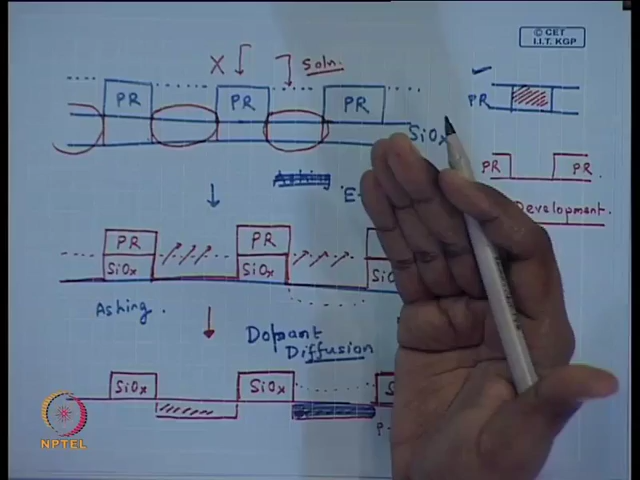 © CET
I.I.T. KGP
X
Soln.
PR
PR
PR
PR
SiOx
PR
PR
Development.
E
PR
PR
SiOx
SiOx
Si
Ashing.
Dopant
Diffusion
SiOx
SiOx
S
P
NPTEL